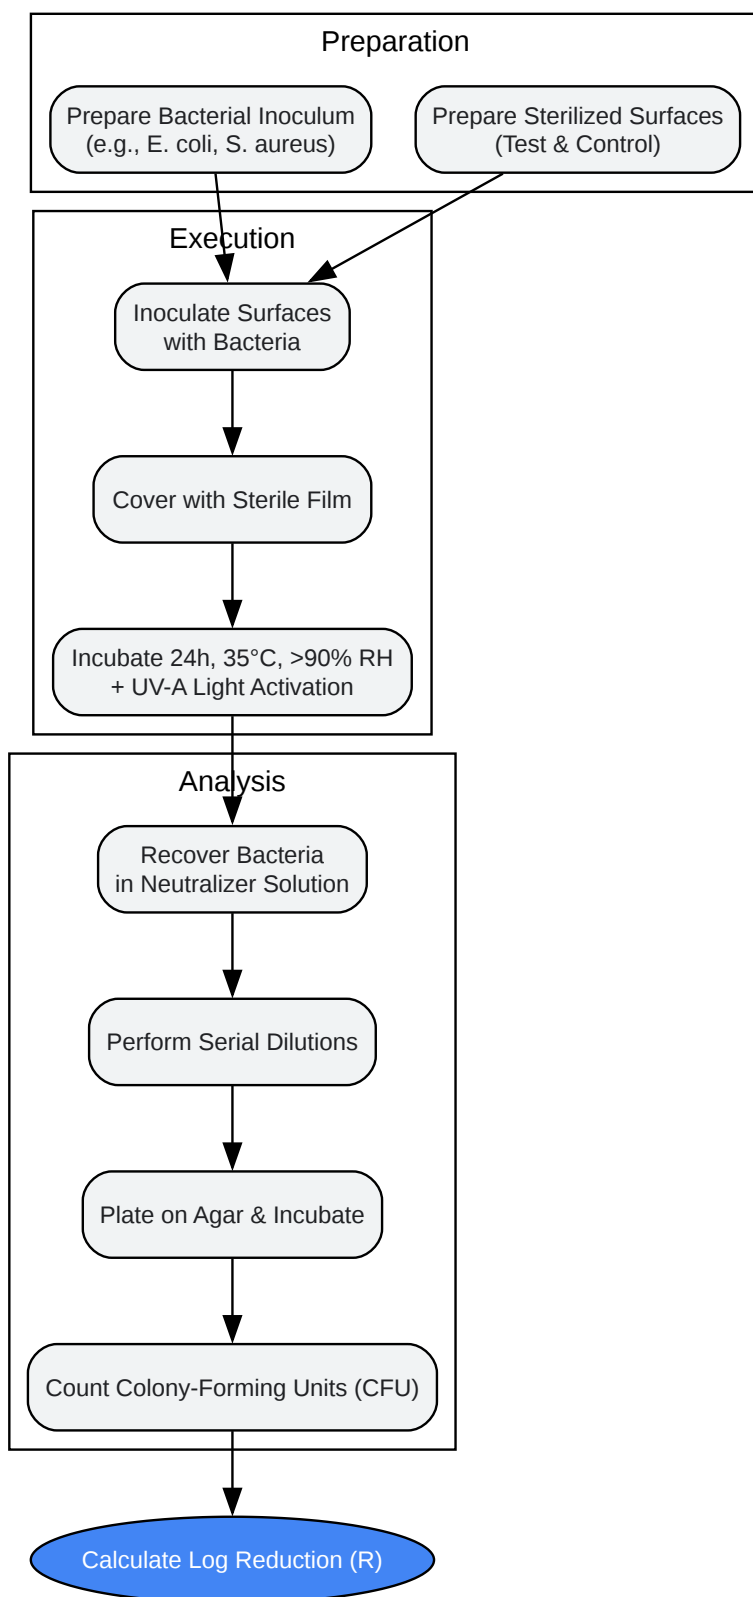 Preparation
Prepare Bacterial Inoculum
(e.g., E. coli, S. aureus)
Prepare Sterilized Surfaces
(Test & Control)
Execution
Inoculate Surfaces
with Bacteria
Cover with Sterile Film
Incubate 24h, 35°C, >90% RH
+ UV-A Light Activation
Analysis
Recover Bacteria
in Neutralizer Solution
Perform Serial Dilutions
Plate on Agar & Incubate
Count Colony-Forming Units (CFU)
Calculate Log Reduction (R)